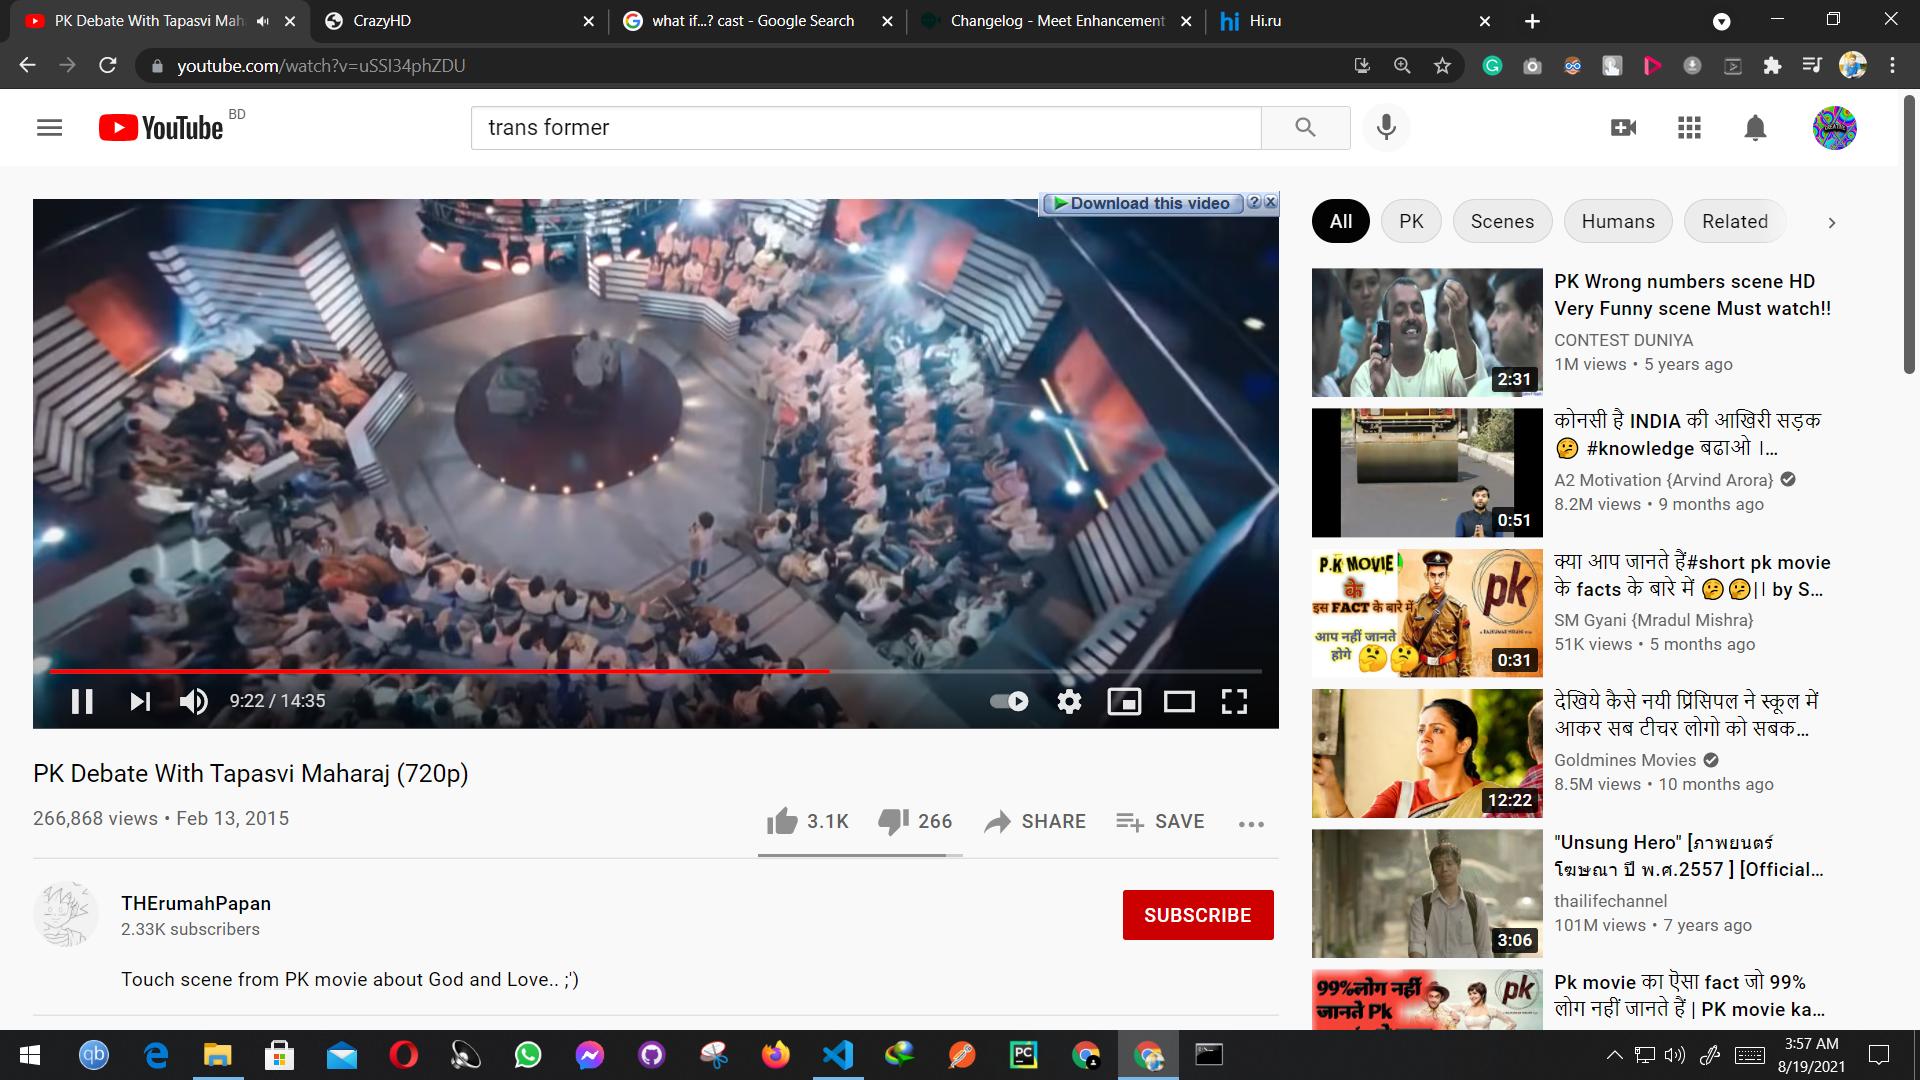 PK Debate With Tapasvi Mah
CrazyHD
what if...? cast - Google Search
Changelog - Meet Enhancement
hi Hi.ru
youtube.com/watch?v=uSSI34phZDU
YouTube BD
trans former
Download this video ? x
All PK Scenes Humans Related
9:22 / 14:35
PK Debate With Tapasvi Maharaj (720p)
266,868 views • Feb 13, 2015
3.1K 266 SHARE SAVE
THErumahPapan
2.33K subscribers
SUBSCRIBE
Touch scene from PK movie about God and Love.. ;')
2:31
PK Wrong numbers scene HD
Very Funny scene Must watch!!
CONTEST DUNIYA
1M views • 5 years ago
0:51
कोनसी है INDIA की आखिरी सड़क
🤔 #knowledge बढाओ ।...
A2 Motivation {Arvind Arora}
8.2M views • 9 months ago
P.K MOVIE
के
इस FACT के बारे में
आप नहीं जानते
होगे
pk
0:31
क्या आप जानते हैं#short pk movie
के facts के बारे में 🤔🤔|। by S...
SM Gyani {Mradul Mishra}
51K views • 5 months ago
12:22
देखिये कैसे नयी प्रिंसिपल ने स्कूल में
आकर सब टीचर लोगो को सबक...
Goldmines Movies
8.5M views • 10 months ago
3:06
"Unsung Hero" [ภาพยนตร์
โฆษณา ปี พ.ศ.2557 ] [Official...
thailifechannel
101M views • 7 years ago
99%लोग नहीं
जानते Pk
pk
Pk movie का ऎसा fact जो 99%
लोग नहीं जानते हैं | PK movie ka...
qb
PC
3:57 AM
8/19/2021